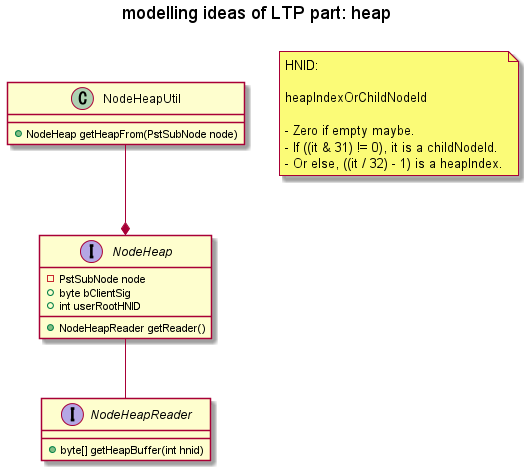 modelling ideas of LTP part: heap
C NodeHeapUtil
NodeHeap getHeapFrom(PstSubNode node)
HNID:
heapIndexOrChildNodeId
- Zero if empty maybe.
- If ((it & 31) != 0), it is a childNodeId.
- Or else, ((it / 32) - 1) is a heapIndex.
I NodeHeap
PstSubNode node
byte bClientSig
int userRootHNID
NodeHeapReader getReader()
I NodeHeapReader
byte[] getHeapBuffer(int hnid)